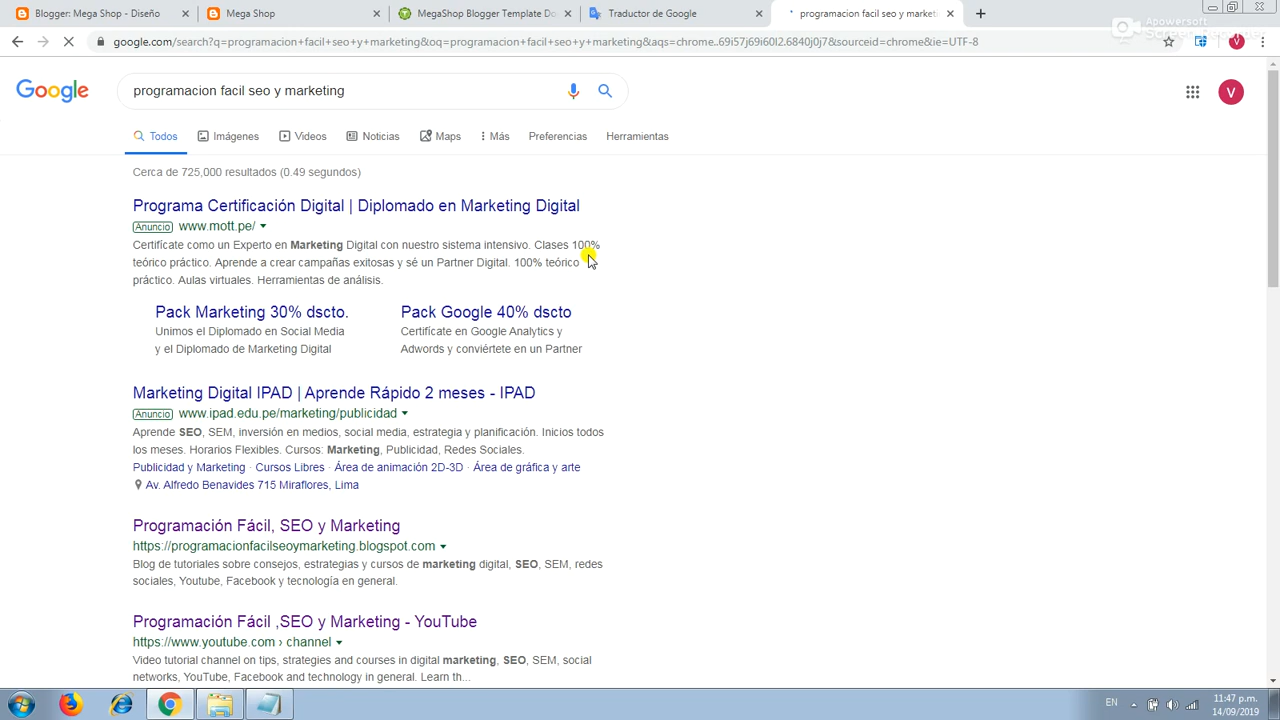 Blogger: Mega Shop - Diseño
Mega Shop
MegaShop Blogger Template Do
Traductor de Google
programacion facil seo y market
google.com/search?q=programacion+facil+seo+y+marketing&oq=programacion+facil+seo+y+marketing&aqs=chrome..69i57j69i60l2.6840j0j7&sourceid=chrome&ie=UTF-8
Apowersoft
Screen Recorder
V
Google
programacion facil seo y marketing
V
Todos Imágenes Videos Noticias Maps Más Preferencias Herramientas
Cerca de 725,000 resultados (0.49 segundos)
Programa Certificación Digital | Diplomado en Marketing Digital
Anuncio www.mott.pe/
Certifícate como un Experto en Marketing Digital con nuestro sistema intensivo. Clases 100%
teórico práctico. Aprende a crear campañas exitosas y sé un Partner Digital. 100% teórico
práctico. Aulas virtuales. Herramientas de análisis.
Pack Marketing 30% dscto.
Unimos el Diplomado en Social Media
y el Diplomado de Marketing Digital
Pack Google 40% dscto
Certifícate en Google Analytics y
Adwords y conviértete en un Partner
Marketing Digital IPAD | Aprende Rápido 2 meses - IPAD
Anuncio www.ipad.edu.pe/marketing/publicidad
Aprende SEO, SEM, inversión en medios, social media, estrategia y planificación. Inicios todos
los meses. Horarios Flexibles. Cursos: Marketing, Publicidad, Redes Sociales.
Publicidad y Marketing · Cursos Libres · Área de animación 2D-3D · Área de gráfica y arte
Av. Alfredo Benavides 715 Miraflores, Lima
Programación Fácil, SEO y Marketing
https://programacionfacilseoymarketing.blogspot.com
Blog de tutoriales sobre consejos, estrategias y cursos de marketing digital, SEO, SEM, redes
sociales, Youtube, Facebook y tecnología en general.
Programación Fácil ,SEO y Marketing - YouTube
https://www.youtube.com › channel
Video tutorial channel on tips, strategies and courses in digital marketing, SEO, SEM, social
networks, YouTube, Facebook and technology in general. Learn th...
EN
11:47 p.m.
14/09/2019